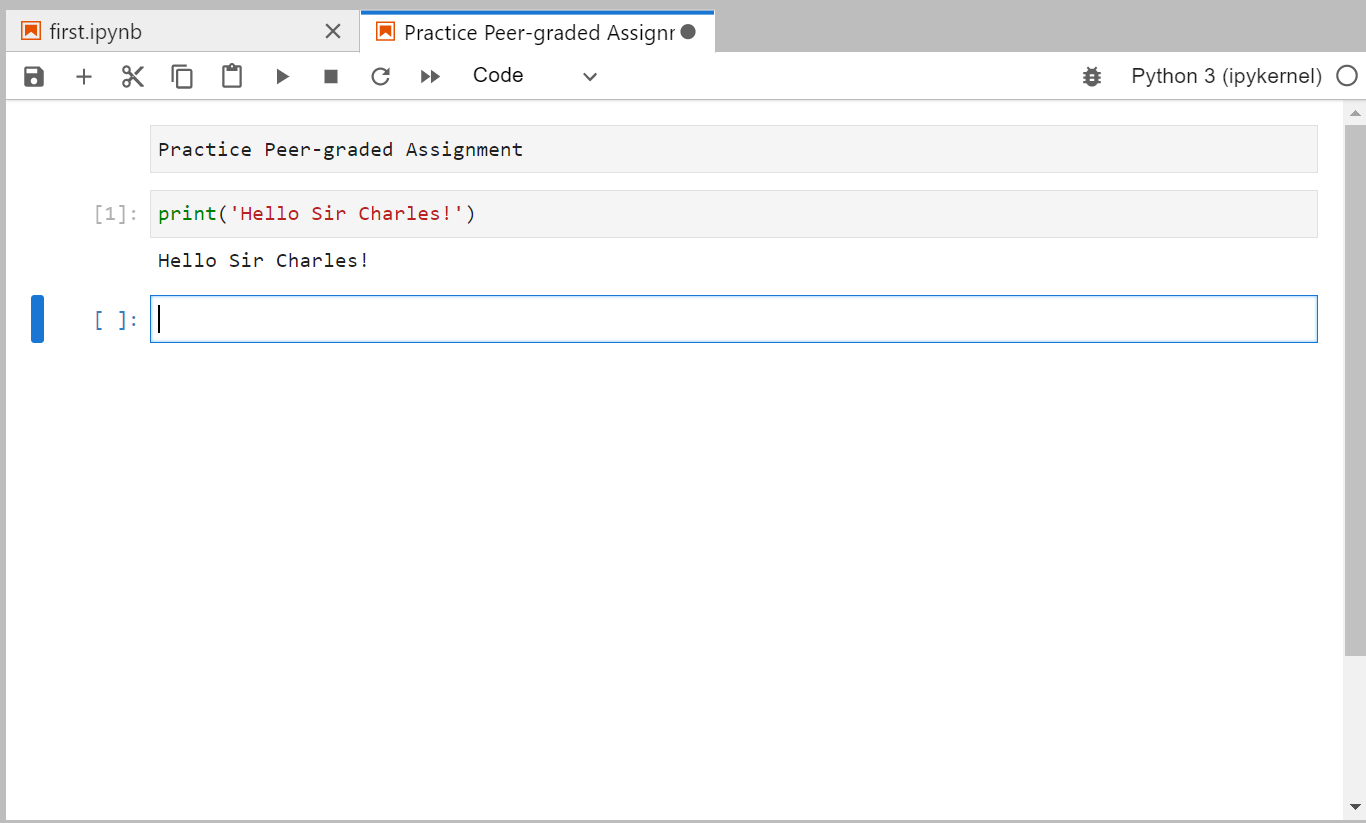 first.ipynb
Practice Peer-graded Assignr
Code
Python 3 (ipykernel)
Practice Peer-graded Assignment
[1]: print('Hello Sir Charles!')
Hello Sir Charles!
[ ]: